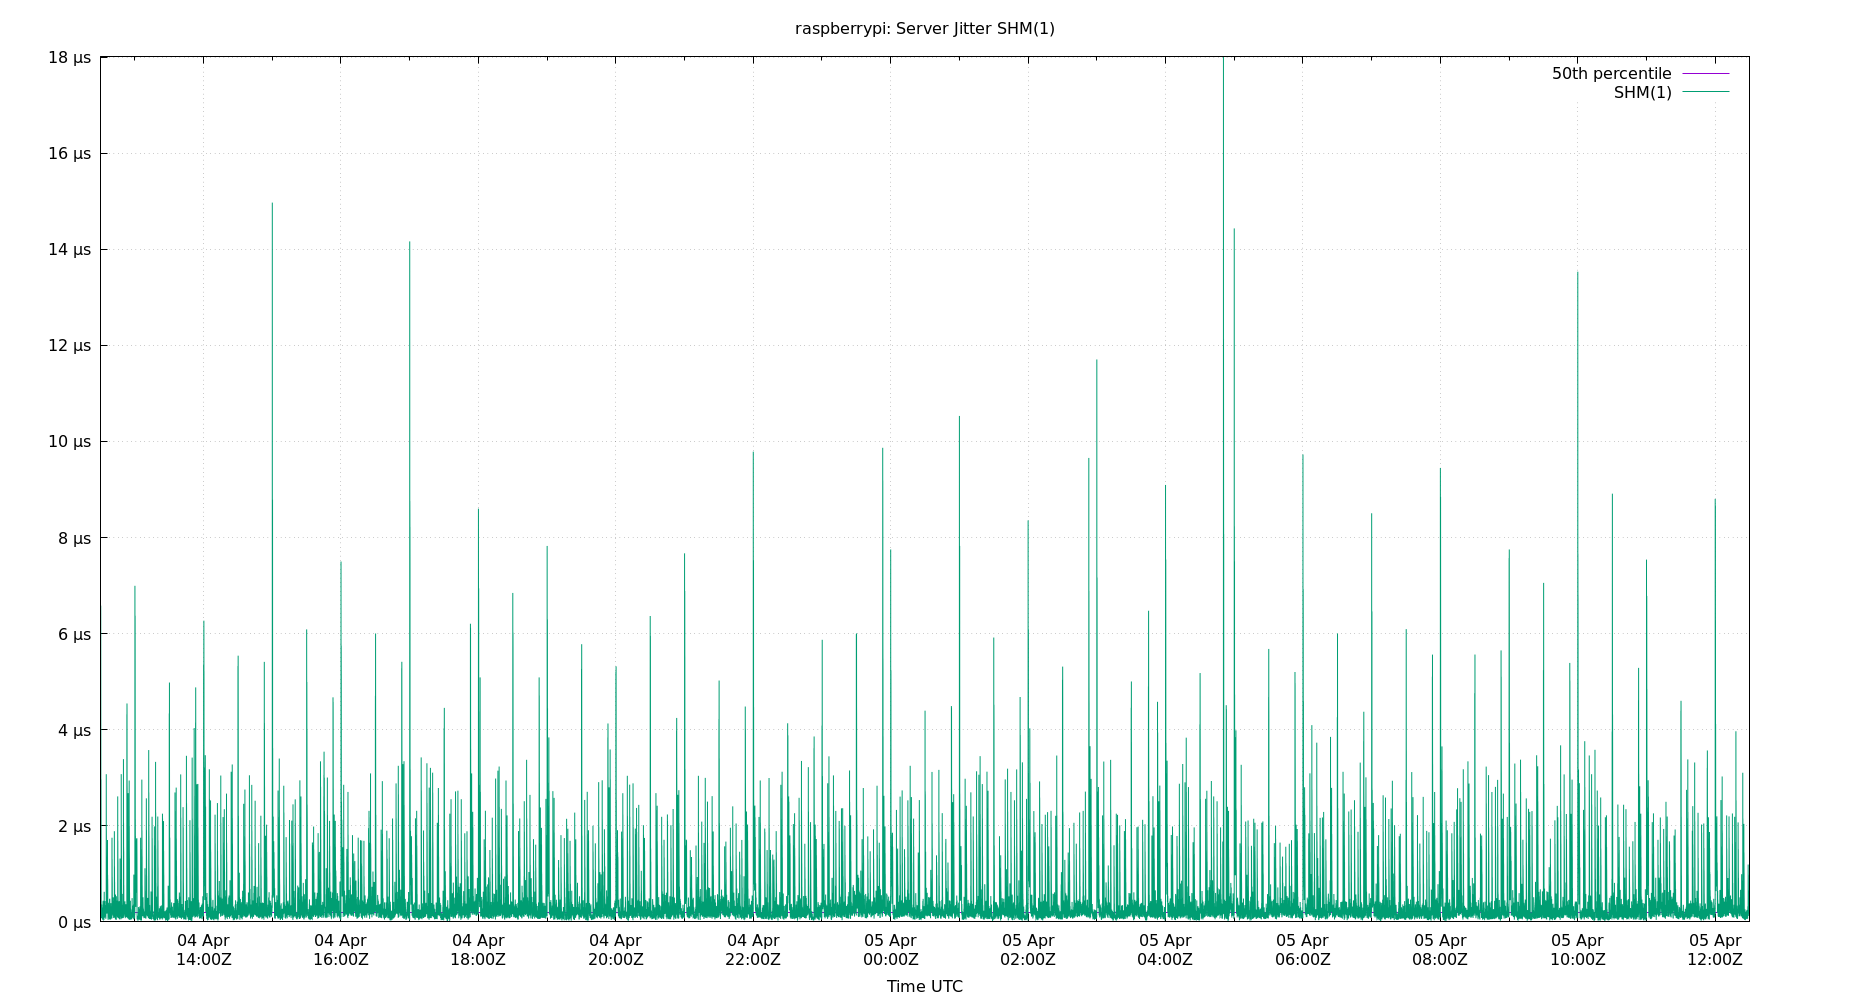 raspberrypi: Server Jitter SHM(1)
18 µs
16 µs
14 µs
12 µs
10 µs
8 µs
6 µs
4 µs
2 µs
0 µs
50th percentile
SHM(1)
04 Apr
14:00Z
04 Apr
16:00Z
04 Apr
18:00Z
04 Apr
20:00Z
04 Apr
22:00Z
05 Apr
00:00Z
05 Apr
02:00Z
05 Apr
04:00Z
05 Apr
06:00Z
05 Apr
08:00Z
05 Apr
10:00Z
05 Apr
12:00Z
Time UTC